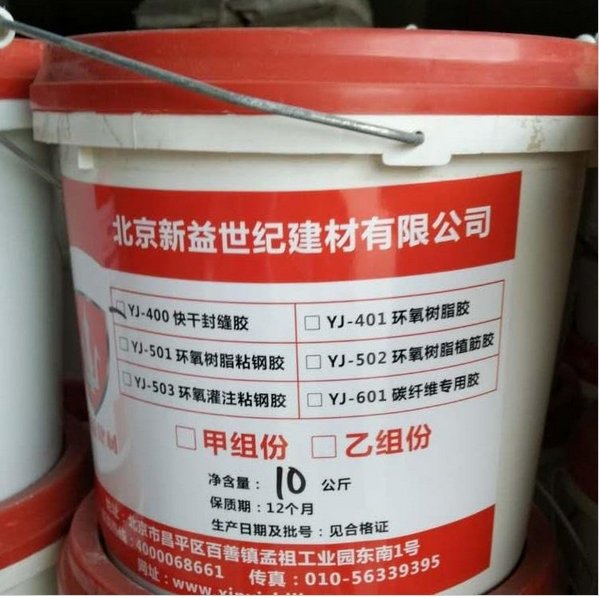 北京新益世纪建材有限公司
YJ-400 快干封缝胶 □ YJ-401 环氧树脂胶
□ YJ-501 环氧树脂粘钢胶 □ YJ-502 环氧树脂植筋胶
□ YJ-503 环氧灌注粘钢胶 □ YJ-601 碳纤维专用胶
□ 甲组份 □ 乙组份
净含量：10 公斤
保质期：12个月
生产日期及批号：见合格证
北京市昌平区百善镇孟祖工业园东南1号
4000068661 传真：010-56339395
网址：www.